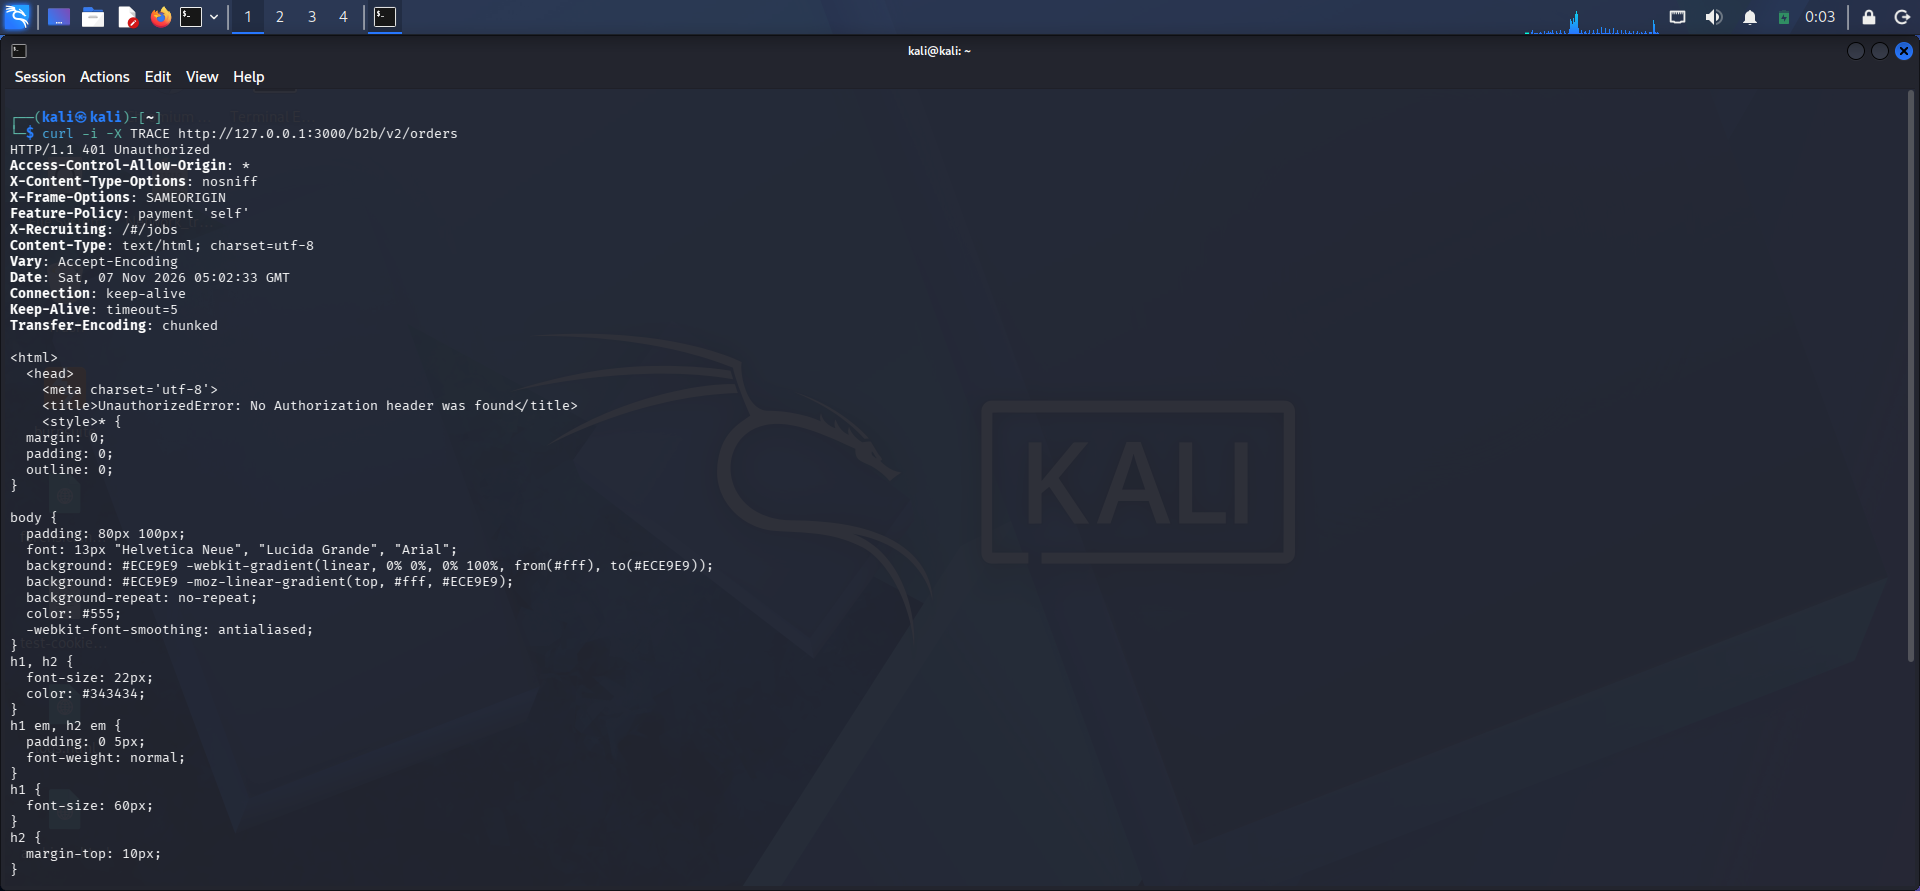 1 2 3 4 0:03
kali@kali: ~
Session Actions Edit View Help
┌──(kali㉿kali)-[~]
└─$ curl -i -X TRACE http://127.0.0.1:3000/b2b/v2/orders
HTTP/1.1 401 Unauthorized
Access-Control-Allow-Origin: *
X-Content-Type-Options: nosniff
X-Frame-Options: SAMEORIGIN
Feature-Policy: payment 'self'
X-Recruiting: /#/jobs
Content-Type: text/html; charset=utf-8
Vary: Accept-Encoding
Date: Sat, 07 Nov 2026 05:02:33 GMT
Connection: keep-alive
Keep-Alive: timeout=5
Transfer-Encoding: chunked

<html>
  <head>
    <meta charset='utf-8'>
    <title>UnauthorizedError: No Authorization header was found</title>
    <style>* {
  margin: 0;
  padding: 0;
  outline: 0;
}

body {
  padding: 80px 100px;
  font: 13px "Helvetica Neue", "Lucida Grande", "Arial";
  background: #ECE9E9 -webkit-gradient(linear, 0% 0%, 0% 100%, from(#fff), to(#ECE9E9));
  background: #ECE9E9 -moz-linear-gradient(top, #fff, #ECE9E9);
  background-repeat: no-repeat;
  color: #555;
  -webkit-font-smoothing: antialiased;
}
h1, h2 {
  font-size: 22px;
  color: #343434;
}
h1 em, h2 em {
  padding: 0 5px;
  font-weight: normal;
}
h1 {
  font-size: 60px;
}
h2 {
  margin-top: 10px;
}
KALI